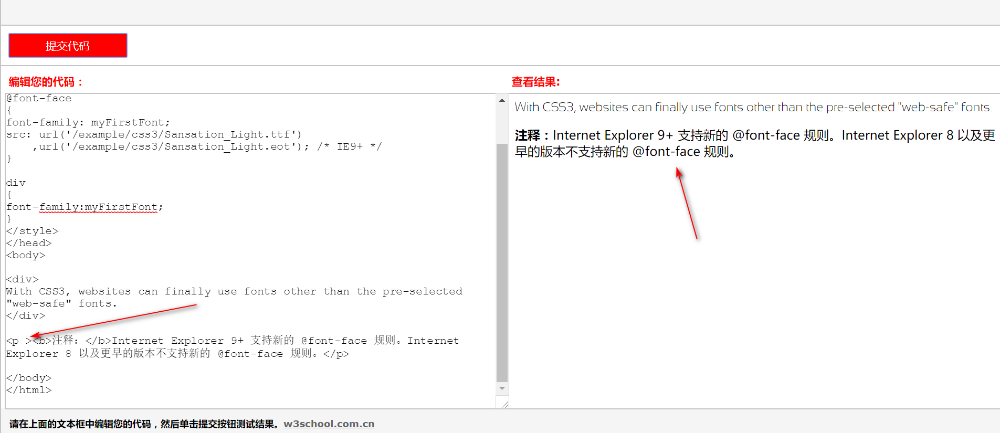 提交代码
编辑您的代码：
@font-face
{
font-family: myFirstFont;
src: url('/example/css3/Sansation_Light.ttf')
    ,url('/example/css3/Sansation_Light.eot'); /* IE9+ */
}
div
{
font-family:myFirstFont;
}
</style>
</head>
<body>
<div>
With CSS3, websites can finally use fonts other than the pre-selected
"web-safe" fonts.
</div>
<p ><b>注释：</b>Internet Explorer 9+ 支持新的 @font-face 规则。Internet
Explorer 8 以及更早的版本不支持新的 @font-face 规则。</p>
</body>
</html>
查看结果:
With CSS3, websites can finally use fonts other than the pre-selected "web-safe" fonts.
注释：Internet Explorer 9+ 支持新的 @font-face 规则。Internet Explorer 8 以及更
早的版本不支持新的 @font-face 规则。
请在上面的文本框中编辑您的代码，然后单击提交按钮测试结果。w3school.com.cn